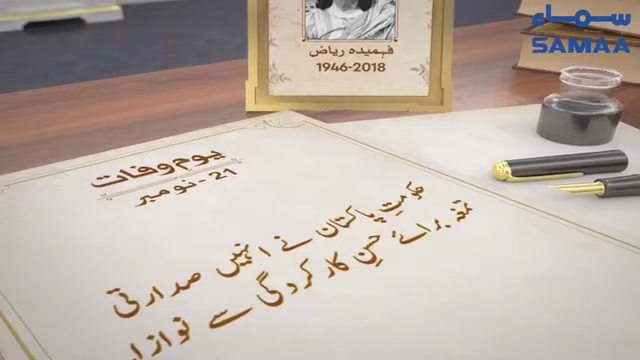 سماء
SAMAA
فہمیدہ ریاض
1946-2018
یومِ وفات
21-نومبر
حکومتِ پاکستان نے انہیں صدارتی
تمغہ برائے حسنِ کارکردگی سے نوازا۔